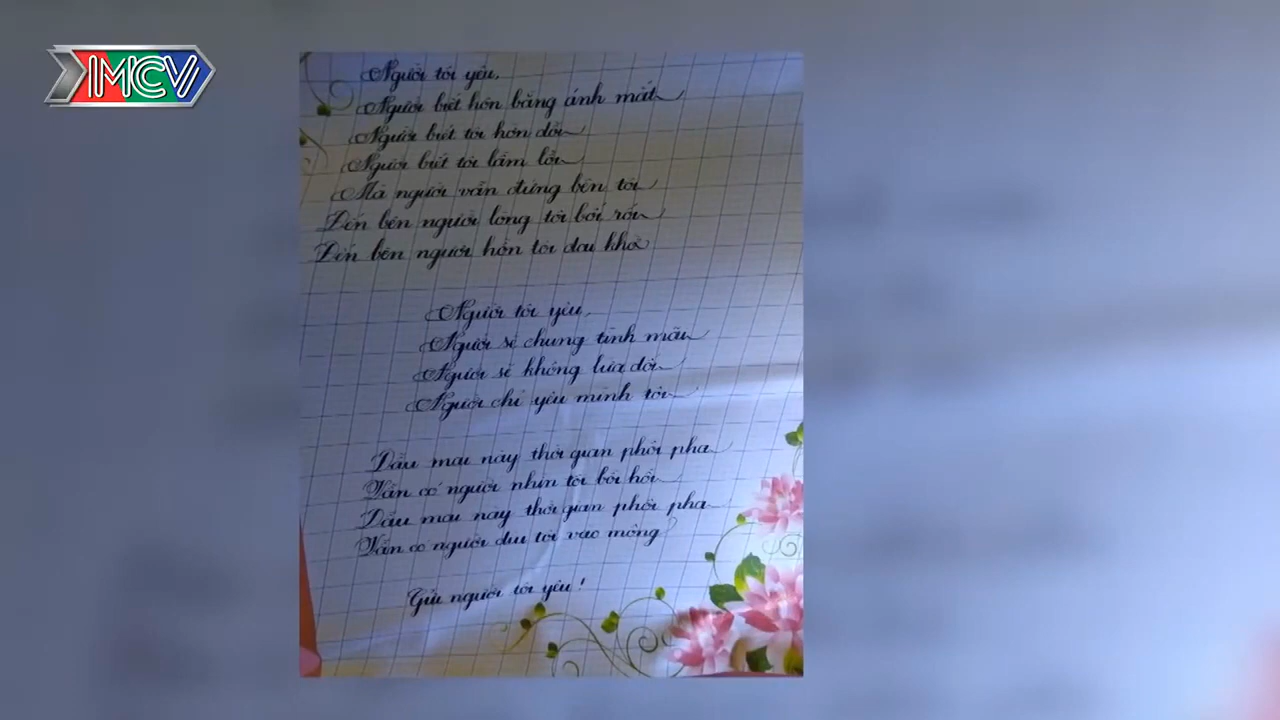 MCV
Người tôi yêu,
Người biết hôn bằng ánh mắt
Người biết tôi hờn dỗi
Người biết tôi lầm lỗi
Mà người vẫn đứng bên tôi
Đến bên người lòng tôi bối rối
Đến bên người hồn tôi đau khổ
Người tôi yêu,
Người sẽ chung tình mãi
Người sẽ không lừa dối
Người chỉ yêu mình tôi
Dẫu mai này thời gian phôi pha
Vẫn có người nhìn tôi bồi hồi
Dẫu mai này thời gian phôi pha
Vẫn có người dìu tôi vào mộng
Gửi người tôi yêu!